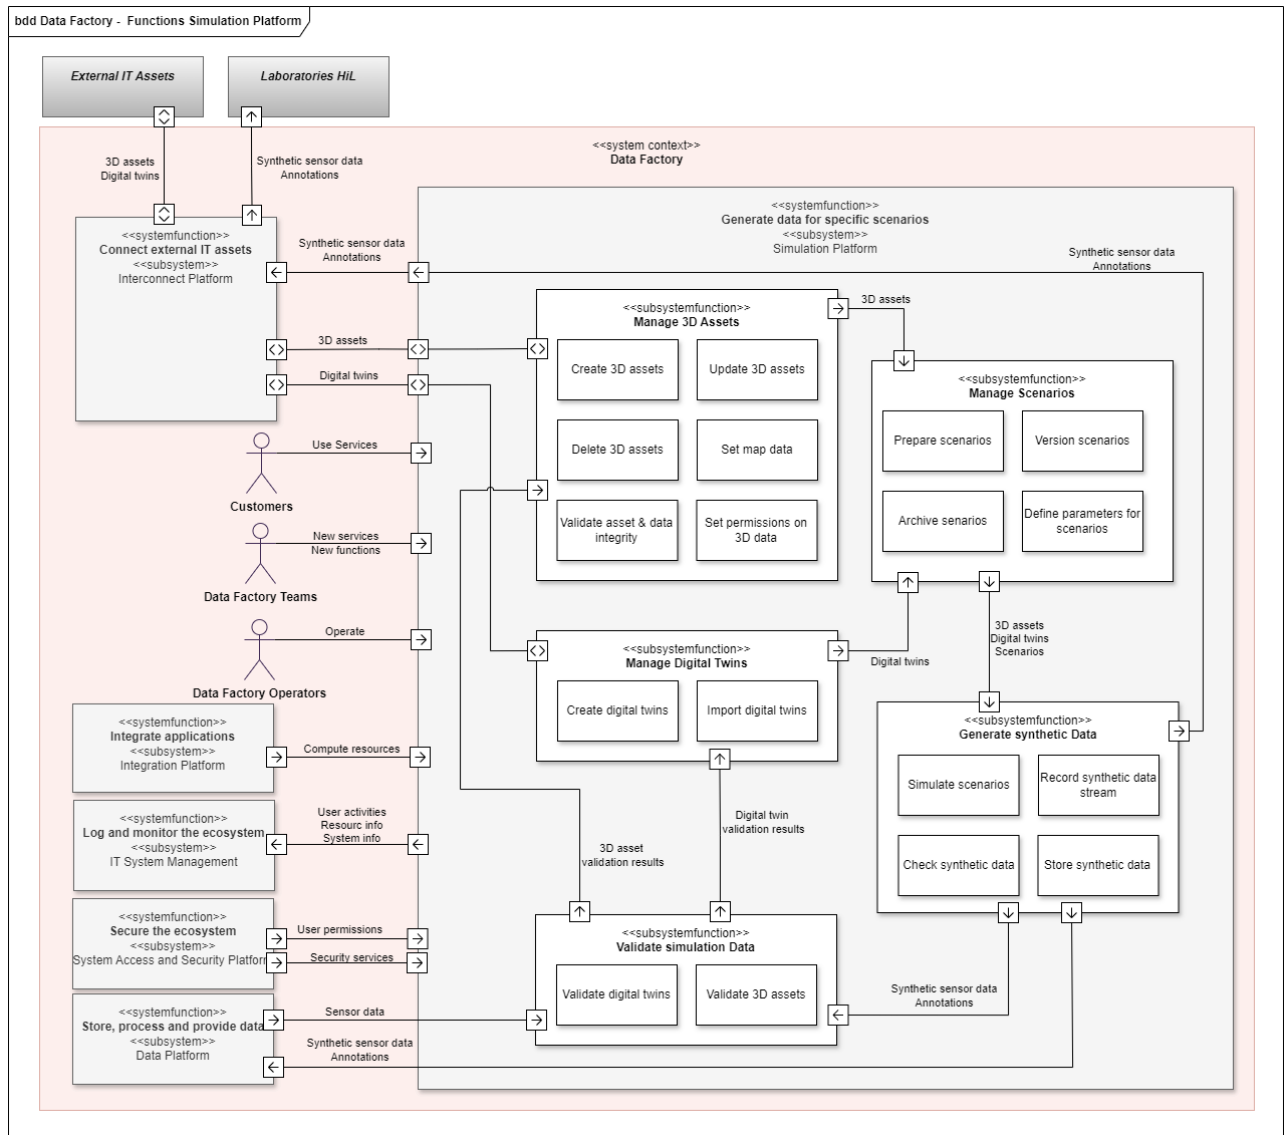 bdd Data Factory -  Functions Simulation Platform
External IT Assets
Laboratories HiL
3D assets
Digital twins
Synthetic sensor data
Annotations
<<system context>>
Data Factory
<<systemfunction>>
Connect external IT assets
<<subsystem>>
Interconnect Platform
<<systemfunction>>
Generate data for specific scenarios
<<subsystem>>
Simulation Platform
Synthetic sensor data
Annotations
Synthetic sensor data
Annotations
3D assets
Digital twins
<<subsystemfunction>>
Manage 3D Assets
Create 3D assets
Update 3D assets
Delete 3D assets
Set map data
Validate asset & data
integrity
Set permissions on
3D data
3D assets
<<subsystemfunction>>
Manage Scenarios
Prepare scenarios
Version scenarios
Archive senarios
Define parameters for
scenarios
Use Services
Customers
New services
New functions
Data Factory Teams
Operate
Data Factory Operators
<<subsystemfunction>>
Manage Digital Twins
Create digital twins
Import digital twins
Digital twins
3D assets
Digital twins
Scenarios
<<systemfunction>>
Integrate applications
<<subsystem>>
Integration Platform
Compute resources
<<subsystemfunction>>
Generate synthetic Data
Simulate scenarios
Record synthetic data
stream
Check synthetic data
Store synthetic data
<<systemfunction>>
Log and monitor the ecosystem
<<subsystem>>
IT System Management
User activities
Resourc info
System info
3D asset
validation results
Digital twin
validation results
<<systemfunction>>
Secure the ecosystem
<<subsystem>>
System Access and Security Platform
User permissions
Security services
<<subsystemfunction>>
Validate simulation Data
Validate digital twins
Validate 3D assets
Synthetic sensor data
Annotations
<<systemfunction>>
Store, process and provide data
<<subsystem>>
Data Platform
Sensor data
Synthetic sensor data
Annotations